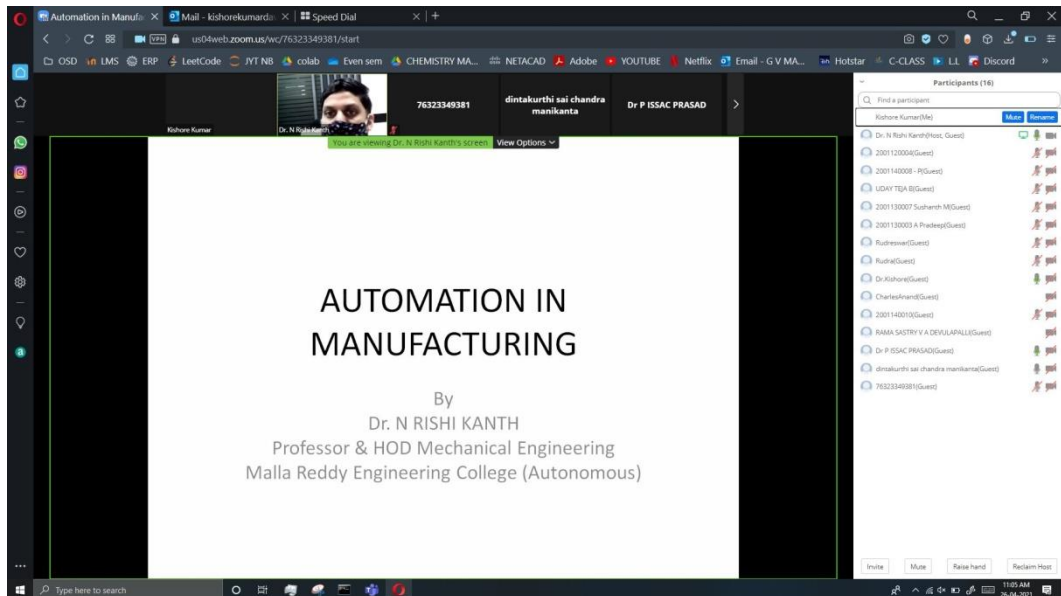 Automation in Manufa
Mail - kishorekumarda
Speed Dial
VPN
us04web.zoom.us/wc/76323349381/start
OSD
LMS
ERP
LeetCode
JYT NB
colab
Even sem
CHEMISTRY MA...
NETACAD
Adobe
YOUTUBE
Netflix
Email - G V MA...
Hotstar
C-CLASS
LL
Discord
Kishore Kumar
Dr. N Rishi Kanth
76323349381
dintakurthi sai chandra
manikanta
Dr P ISSAC PRASAD
You are viewing Dr. N Rishi Kanth's screen
View Options
AUTOMATION IN
MANUFACTURING
By
Dr. N RISHI KANTH
Professor & HOD Mechanical Engineering
Malla Reddy Engineering College (Autonomous)
Participants (16)
Find a participant
Kishore Kumar(Me) Mute Rename
Dr. N Rishi Kanth(Host, Guest)
2001120004(Guest)
2001140008 - P(Guest)
UDAY TEJA B(Guest)
2001130007 Sushanth M(Guest)
2001130003 A Pradeep(Guest)
Rudreswar(Guest)
Rudra(Guest)
Dr.Kishore(Guest)
CharlesAnand(Guest)
2001140010(Guest)
RAMA SASTRY V A DEVULAPALLI(Guest)
Dr P ISSAC PRASAD(Guest)
dintakurthi sai chandra manikanta(Guest)
76323349381(Guest)
Invite Mute Raise hand Reclaim Host
Type here to search
11:05 AM
26-04-2021